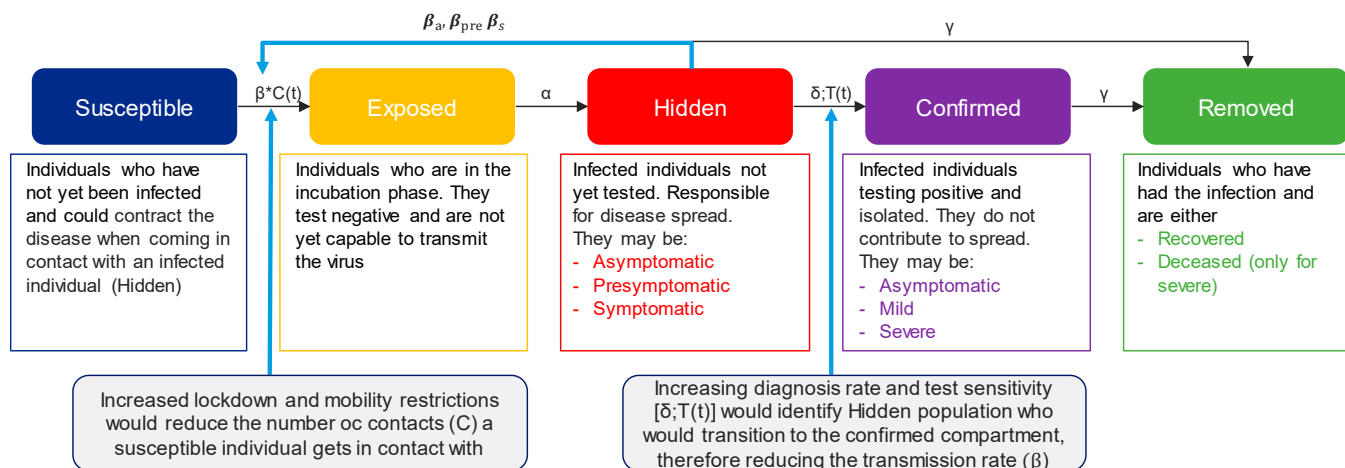 βa, βpre βs
γ
Susceptible
β*C(t)
Exposed
α
Hidden
δ;T(t)
Confirmed
γ
Removed
Individuals who have
not yet been infected
and could contract the
disease when coming in
contact with an infected
individual (Hidden)
Individuals who are in the
incubation phase. They
test negative and are not
yet capable to transmit
the virus
Infected individuals not
yet tested. Responsible
for disease spread.
They may be:
- Asymptomatic
- Presymptomatic
- Symptomatic
Infected individuals
testing positive and
isolated. They do not
contribute to spread.
They may be:
- Asymptomatic
- Mild
- Severe
Individuals who have
had the infection and
are either
- Recovered
- Deceased (only for
severe)
Increased lockdown and mobility restrictions
would reduce the number oc contacts (C) a
susceptible individual gets in contact with
Increasing diagnosis rate and test sensitivity
[δ;T(t)] would identify Hidden population who
would transition to the confirmed compartment,
therefore reducing the transmission rate (β)